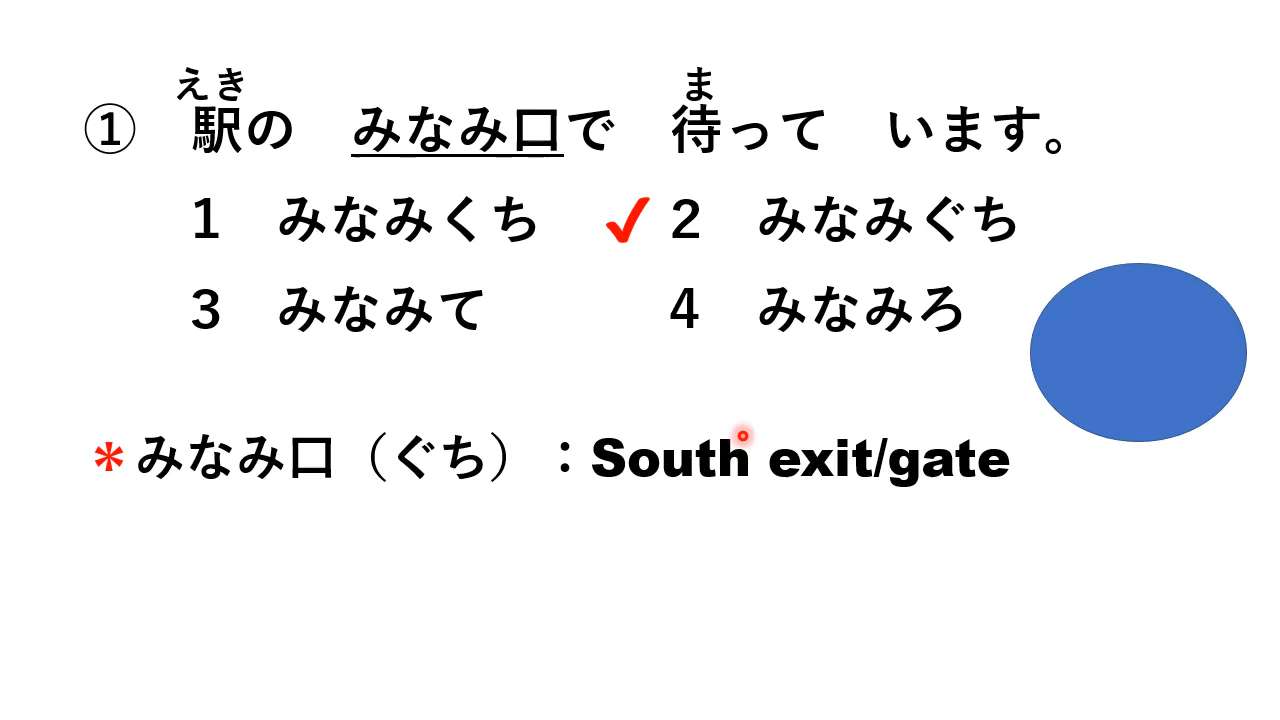 えき　ま
①　駅の　みなみ口で　待って　います。
1　みなみくち　✓2　みなみぐち
3　みなみて　4　みなみろ
*みなみ口（ぐち）：South exit/gate